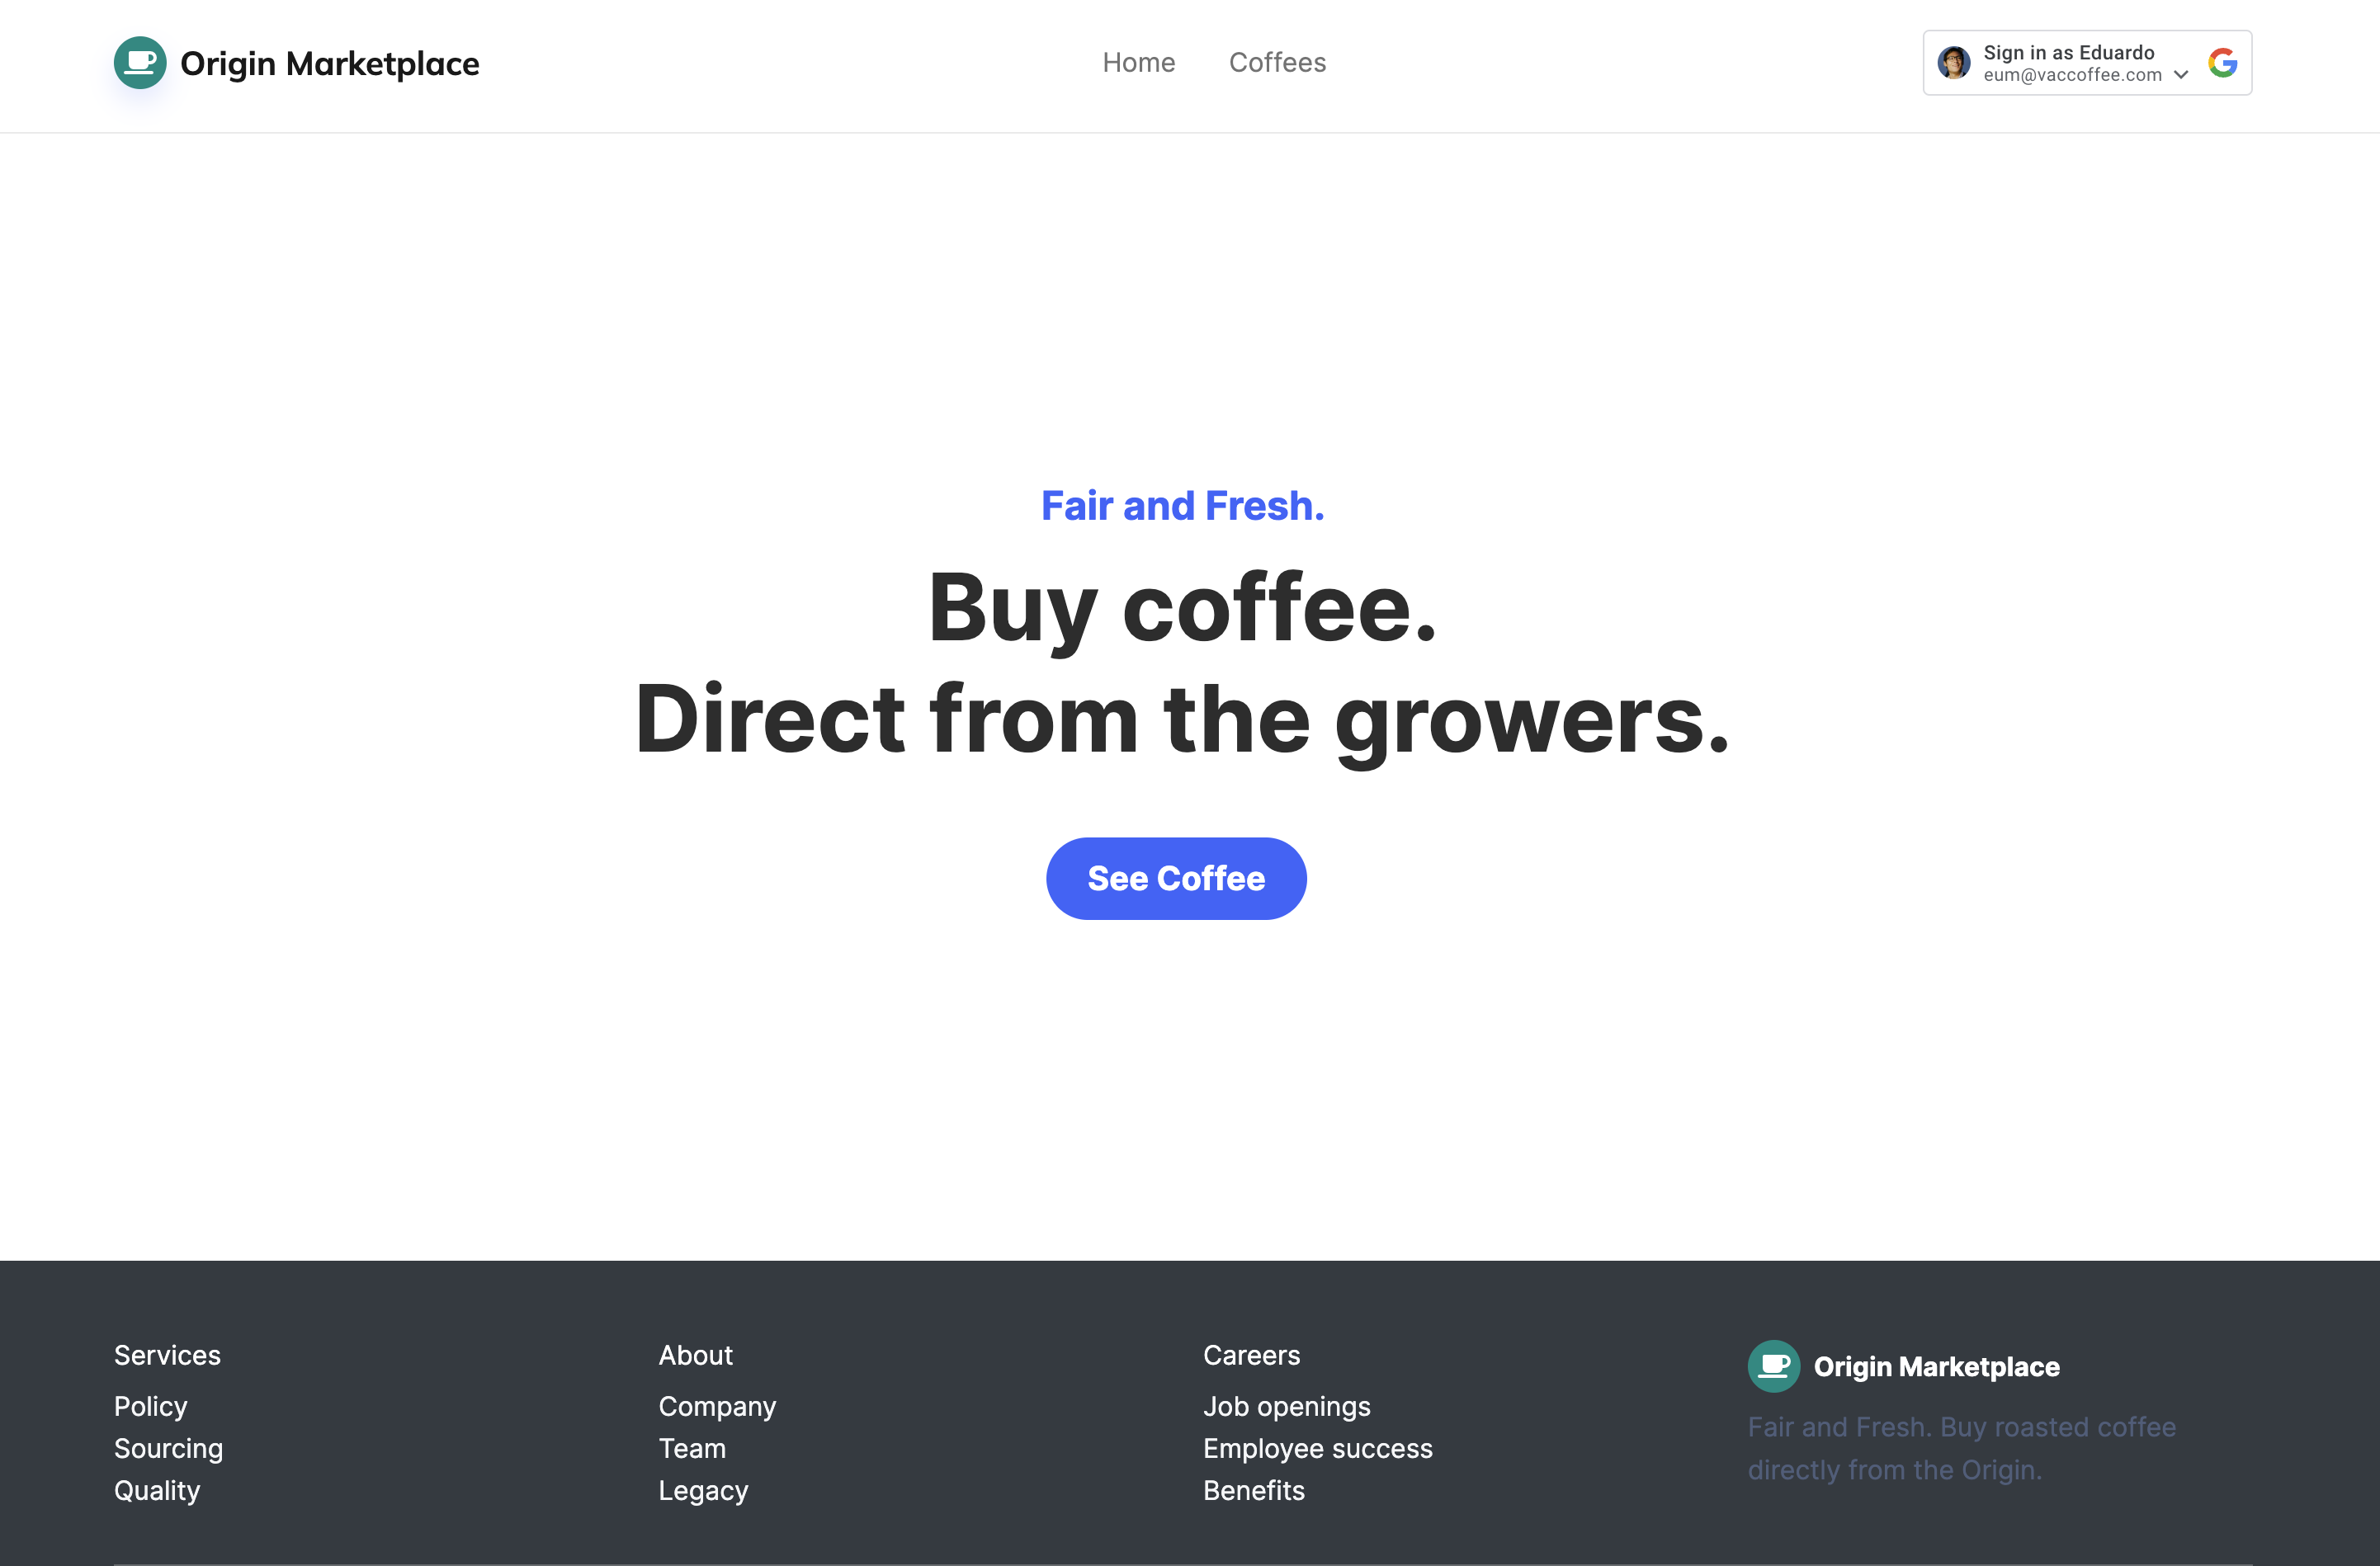 Origin Marketplace
Home
Coffees
Sign in as Eduardo
eum@vaccoffee.com
Fair and Fresh.
Buy coffee.
Direct from the growers.
See Coffee
Services
Policy
Sourcing
Quality
About
Company
Team
Legacy
Careers
Job openings
Employee success
Benefits
Origin Marketplace
Fair and Fresh. Buy roasted coffee
directly from the Origin.